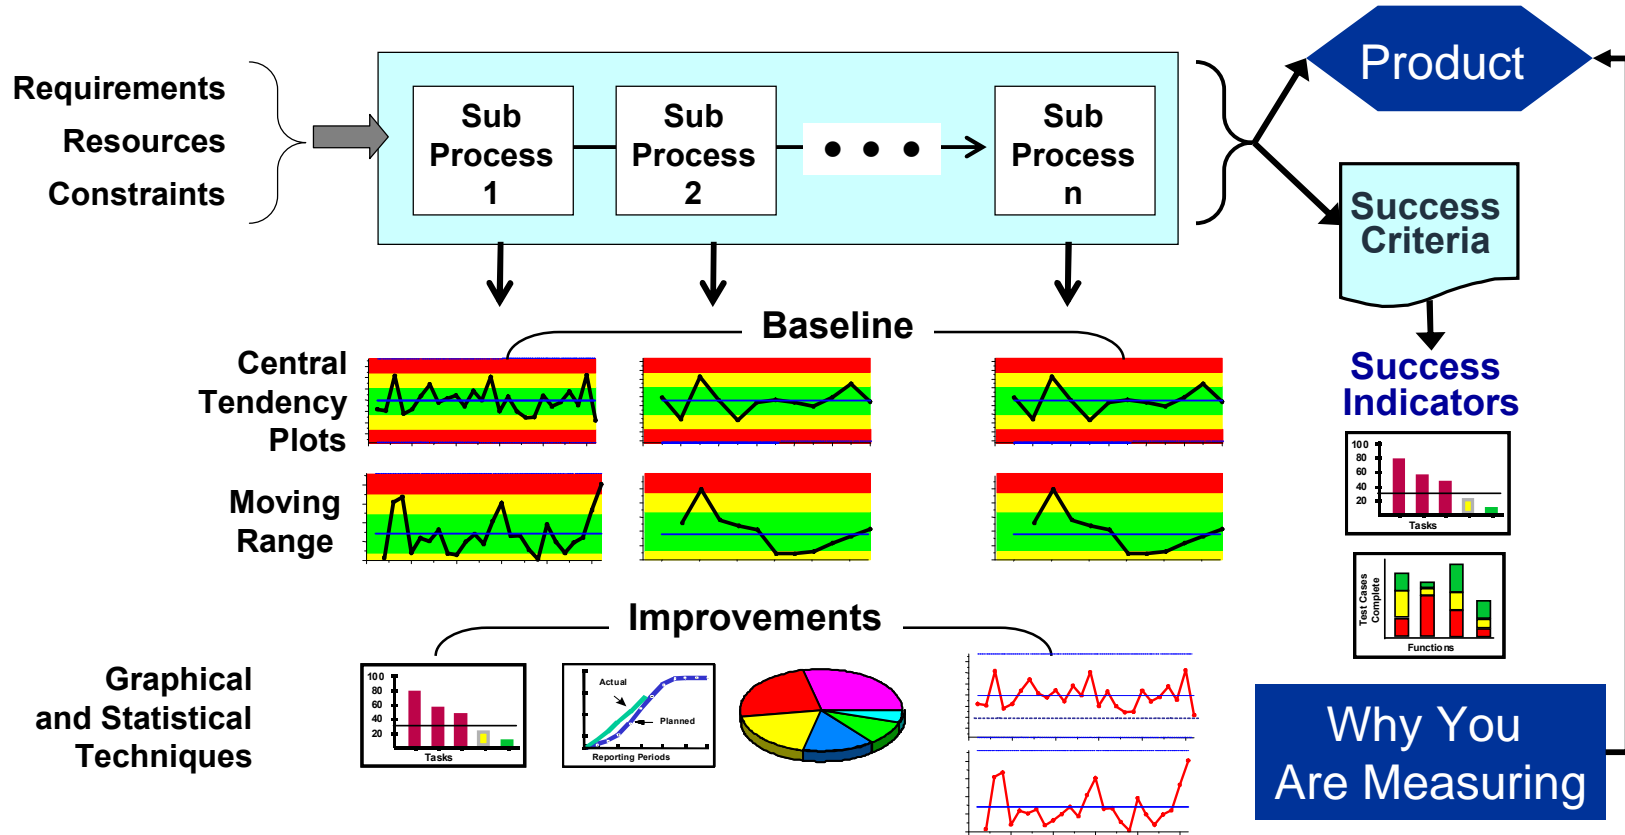 Requirements
Resources
Constraints
Sub
Process
1
Sub
Process
2
Sub
Process
n
Product
Success
Criteria
Baseline
Central
Tendency
Plots
Moving
Range
Success
Indicators
100
80
60
40
20
Tasks
Test Cases
Complete
Functions
Improvements
Graphical
and Statistical
Techniques
100
80
60
40
20
Tasks
Actual
Planned
Reporting Periods
Why You
Are Measuring